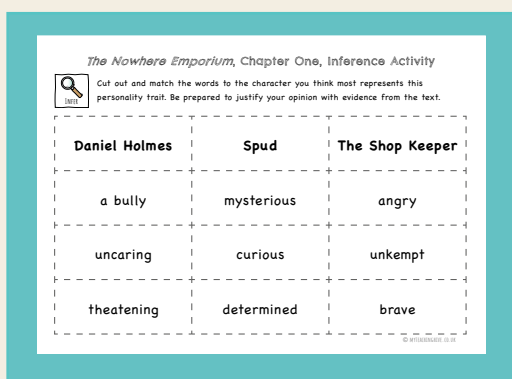 The Nowhere Emporium, Chapter One, Inference Activity
Cut out and match the words to the character you think most represents this
personality trait. Be prepared to justify your opinion with evidence from the text.
INFER
Daniel Holmes Spud The Shop Keeper
a bully mysterious angry
uncaring curious unkempt
theatening determined brave